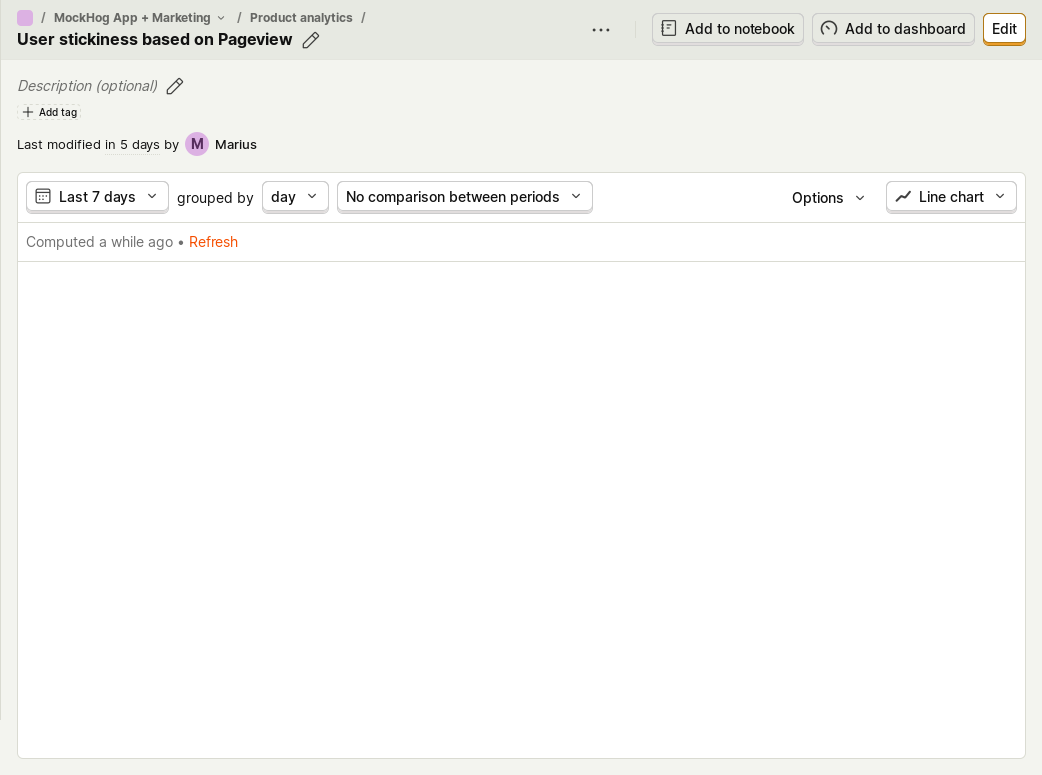 / MockHog App + Marketing / Product analytics /
User stickiness based on Pageview
Add to notebook
Add to dashboard
Edit
Description (optional)
Add tag
Last modified in 5 days by M Marius
Last 7 days grouped by day No comparison between periods Options Line chart
Computed a while ago • Refresh